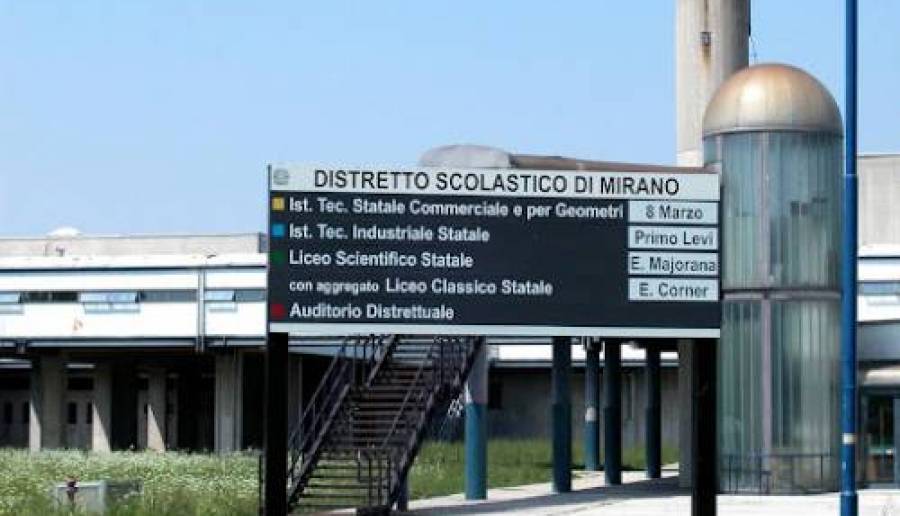 DISTRETTO SCOLASTICO DI MIRANO
Ist. Tec. Statale Commerciale e per Geometri 8 Marzo
Ist. Tec. Industriale Statale Primo Levi
Liceo Scientifico Statale E. Majorana
con aggregato Liceo Classico Statale E. Corner
Auditorio Distrettuale